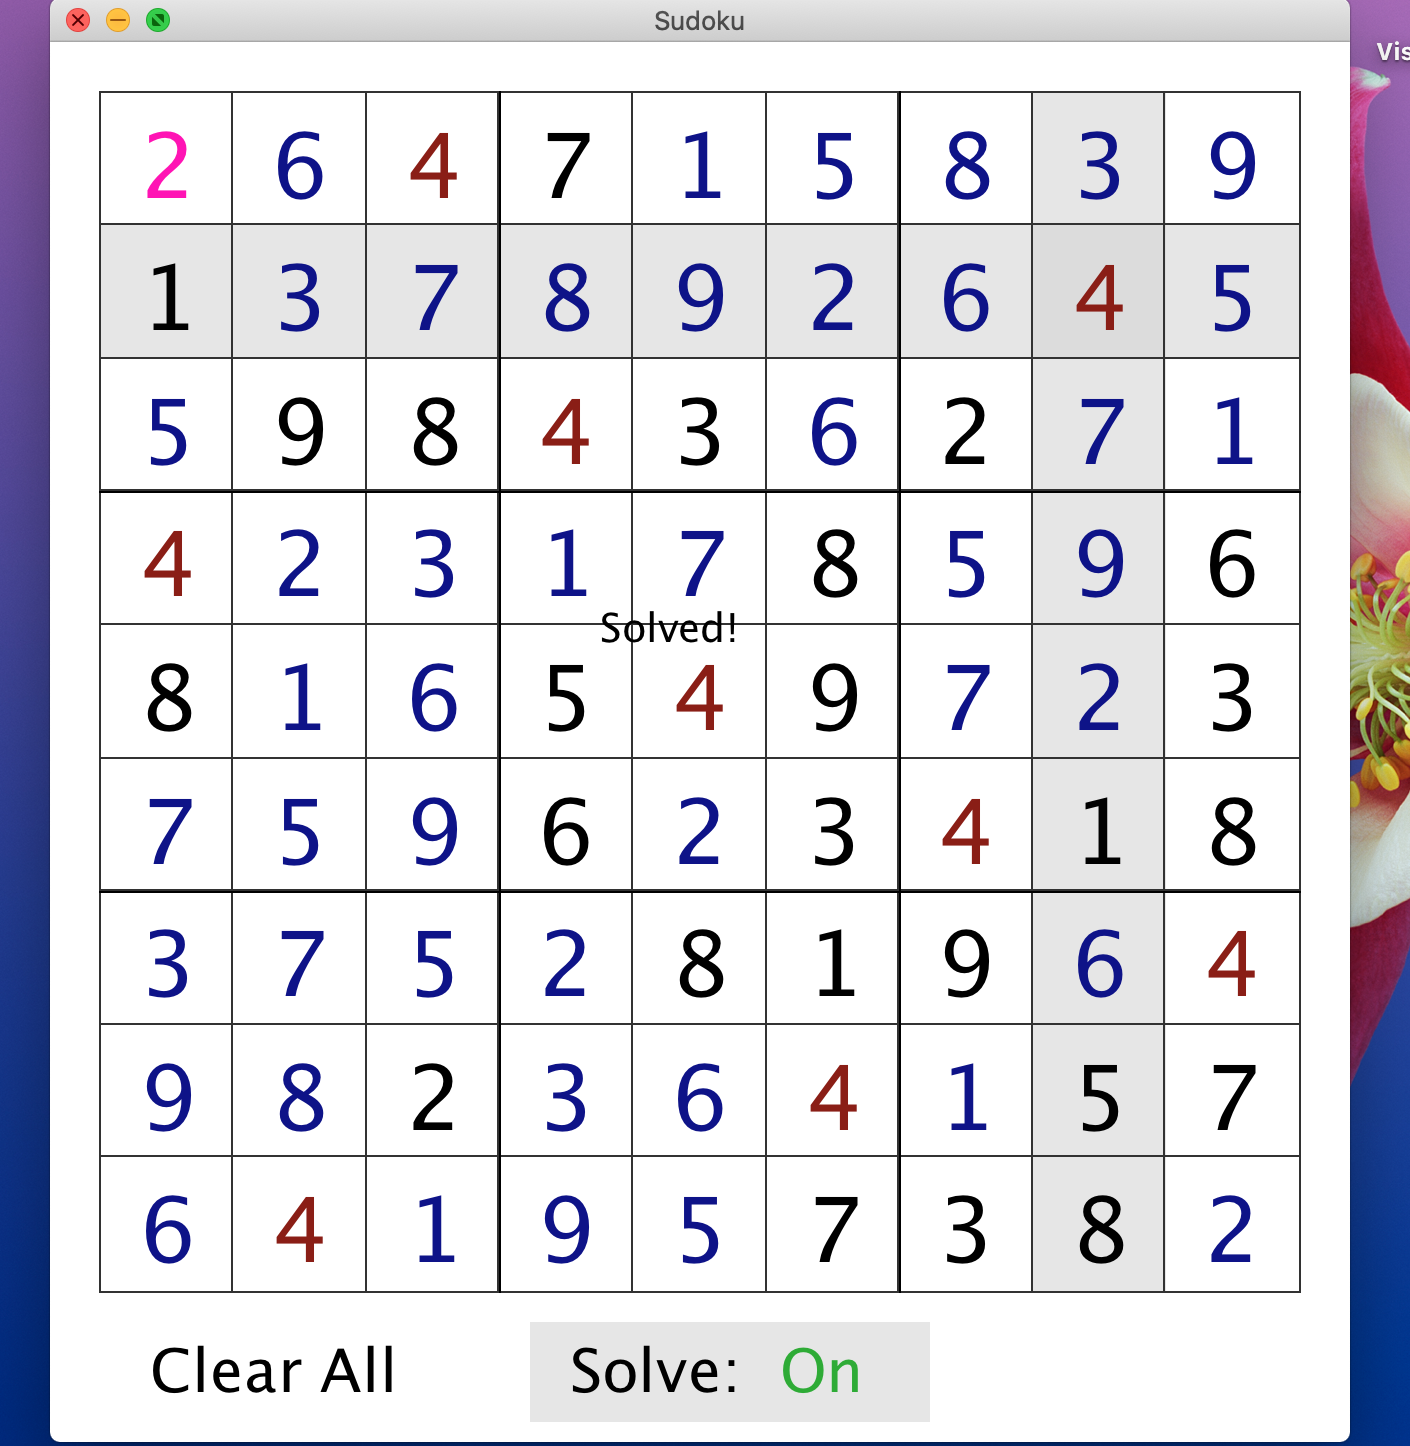 Sudoku
Vis
2 6 4 7 1 5 8 3 9
1 3 7 8 9 2 6 4 5
5 9 8 4 3 6 2 7 1
4 2 3 1 7 8 5 9 6
Solved!
8 1 6 5 4 9 7 2 3
7 5 9 6 2 3 4 1 8
3 7 5 2 8 1 9 6 4
9 8 2 3 6 4 1 5 7
6 4 1 9 5 7 3 8 2
Clear All Solve: On